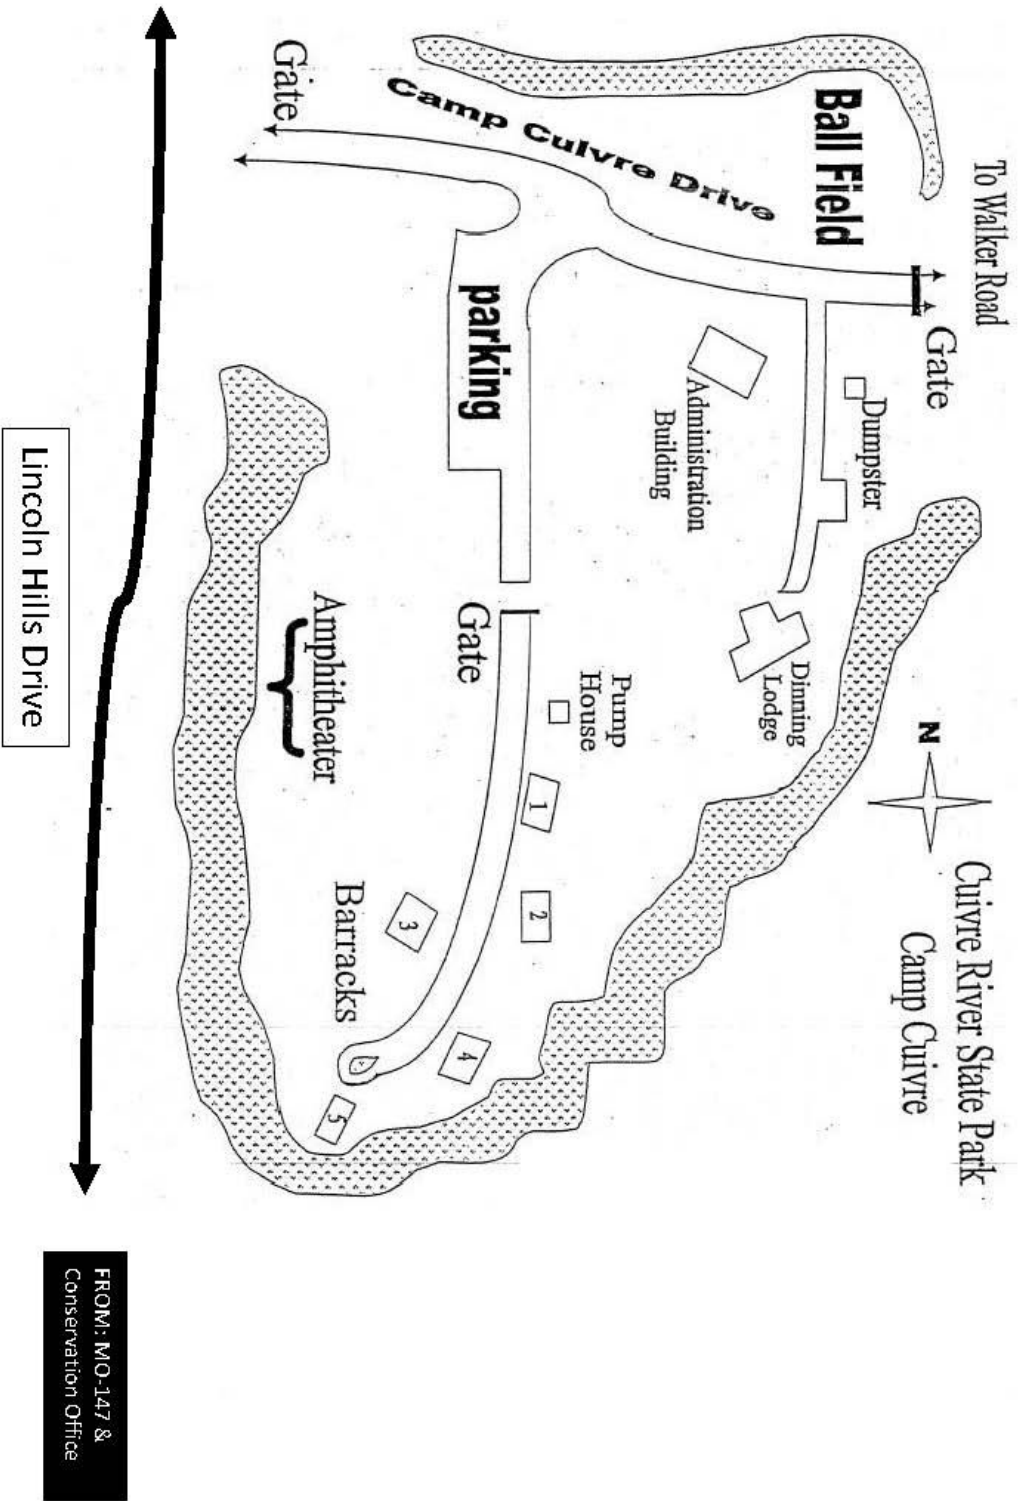 Cuivre River State Park
Camp Cuivre
N
To Walker Road
Gate
Ball Field
Dumpster
Camp Cuivre Drive
Administration
Building
Dinning
Lodge
Gate
parking
Pump
House
Gate
1
2
3
4
5
Amphitheater
Barracks
Lincoln Hills Drive
FROM: MO-147 &
Conservation Office